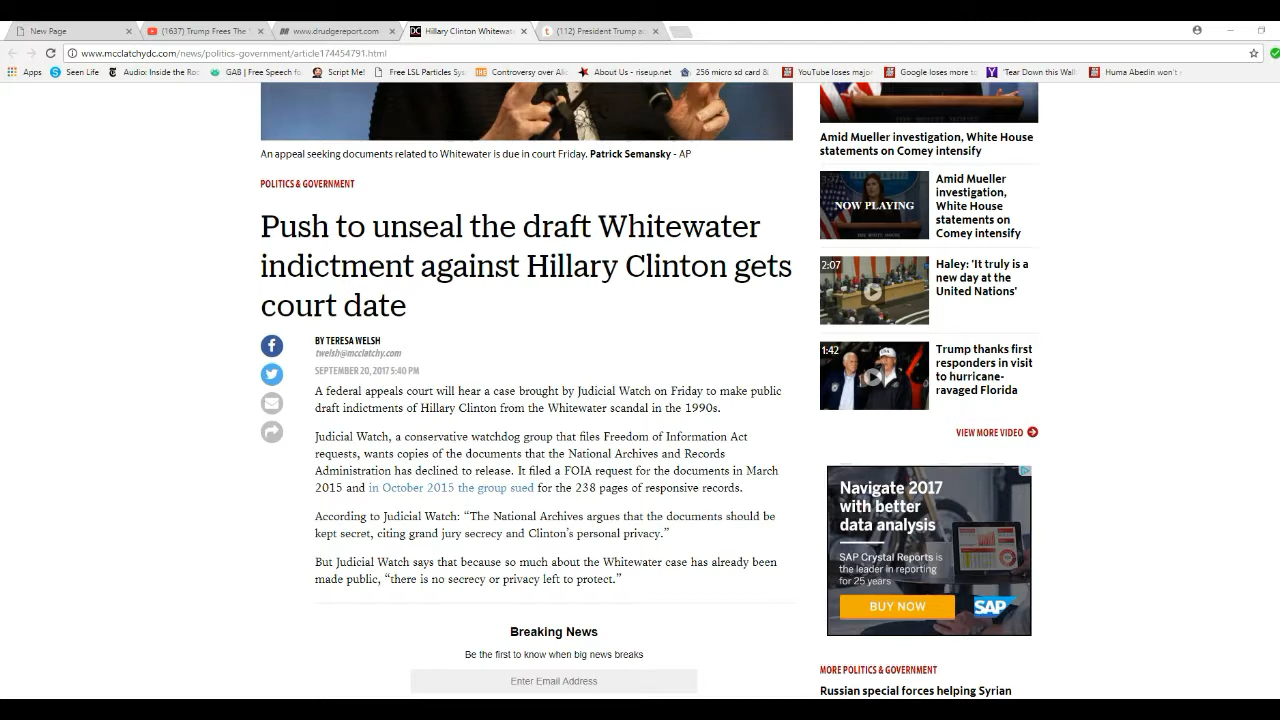 New Page
(1637) Trump Frees The
www.drudgereport.com
Hillary Clinton Whitewate
(112) President Trump a
www.mcclatchydc.com/news/politics-government/article174454791.html
Apps
Seen Life
Audio: Inside the Ro
GAB | Free Speech fo
Script Me!
Free LSL Particles Sys
Controversy over Ali
About Us - riseup.net
256 micro sd card &
YouTube loses major
Google loses more to
'Tear Down this Wall
Huma Abedin won't
An appeal seeking documents related to Whitewater is due in court Friday. Patrick Semansky - AP
POLITICS & GOVERNMENT
Push to unseal the draft Whitewater
indictment against Hillary Clinton gets
court date
BY TERESA WELSH
twelsh@mcclatchy.com
SEPTEMBER 20, 2017 5:40 PM
A federal appeals court will hear a case brought by Judicial Watch on Friday to make public
draft indictments of Hillary Clinton from the Whitewater scandal in the 1990s.
Judicial Watch, a conservative watchdog group that files Freedom of Information Act
requests, wants copies of the documents that the National Archives and Records
Administration has declined to release. It filed a FOIA request for the documents in March
2015 and in October 2015 the group sued for the 238 pages of responsive records.
According to Judicial Watch: “The National Archives argues that the documents should be
kept secret, citing grand jury secrecy and Clinton’s personal privacy.”
But Judicial Watch says that because so much about the Whitewater case has already been
made public, “there is no secrecy or privacy left to protect.”
Breaking News
Be the first to know when big news breaks
Enter Email Address
Amid Mueller investigation, White House
statements on Comey intensify
NOW PLAYING
Amid Mueller
investigation,
White House
statements on
Comey intensify
2:07
Haley: 'It truly is a
new day at the
United Nations'
1:42
Trump thanks first
responders in visit
to hurricane-
ravaged Florida
VIEW MORE VIDEO
Navigate 2017
with better
data analysis
SAP Crystal Reports is
the leader in reporting
for 25 years
BUY NOW
SAP
MORE POLITICS & GOVERNMENT
Russian special forces helping Syrian